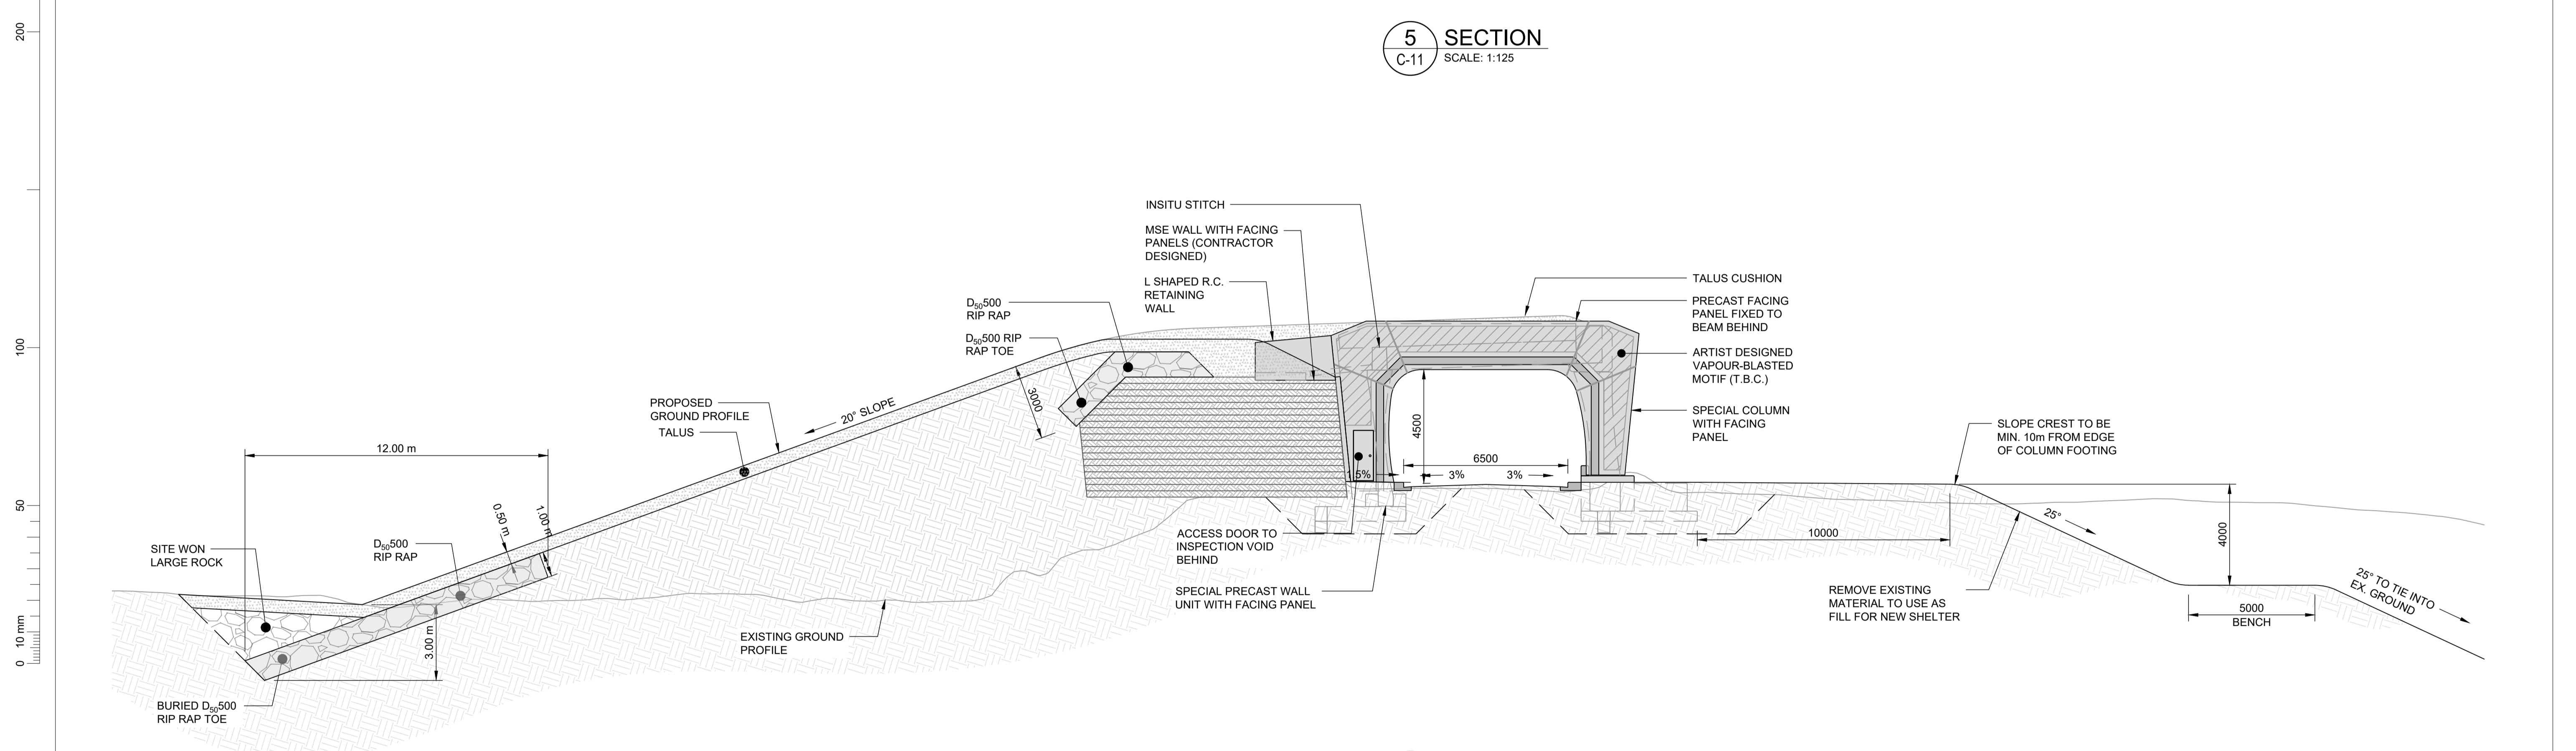 200
100
50
10 mm
0
5
C-11
SECTION
SCALE: 1:125
INSITU STITCH
MSE WALL WITH FACING
PANELS (CONTRACTOR
DESIGNED)
L SHAPED R.C.
RETAINING
WALL
D₅₀500
RIP RAP
D₅₀500 RIP
RAP TOE
TALUS CUSHION
PRECAST FACING
PANEL FIXED TO
BEAM BEHIND
ARTIST DESIGNED
VAPOUR-BLASTED
MOTIF (T.B.C.)
SPECIAL COLUMN
WITH FACING
PANEL
SLOPE CREST TO BE
MIN. 10m FROM EDGE
OF COLUMN FOOTING
PROPOSED
GROUND PROFILE
TALUS
20° SLOPE
3000
4500
6500
3%
3%
12.00 m
0.50 m
1.00 m
3.00 m
SITE WON
LARGE ROCK
D₅₀500
RIP RAP
BURIED D₅₀500
RIP RAP TOE
EXISTING GROUND
PROFILE
ACCESS DOOR TO
INSPECTION VOID
BEHIND
SPECIAL PRECAST WALL
UNIT WITH FACING PANEL
10000
25°
4000
REMOVE EXISTING
MATERIAL TO USE AS
FILL FOR NEW SHELTER
5000
BENCH
25° TO TIE INTO
EX. GROUND